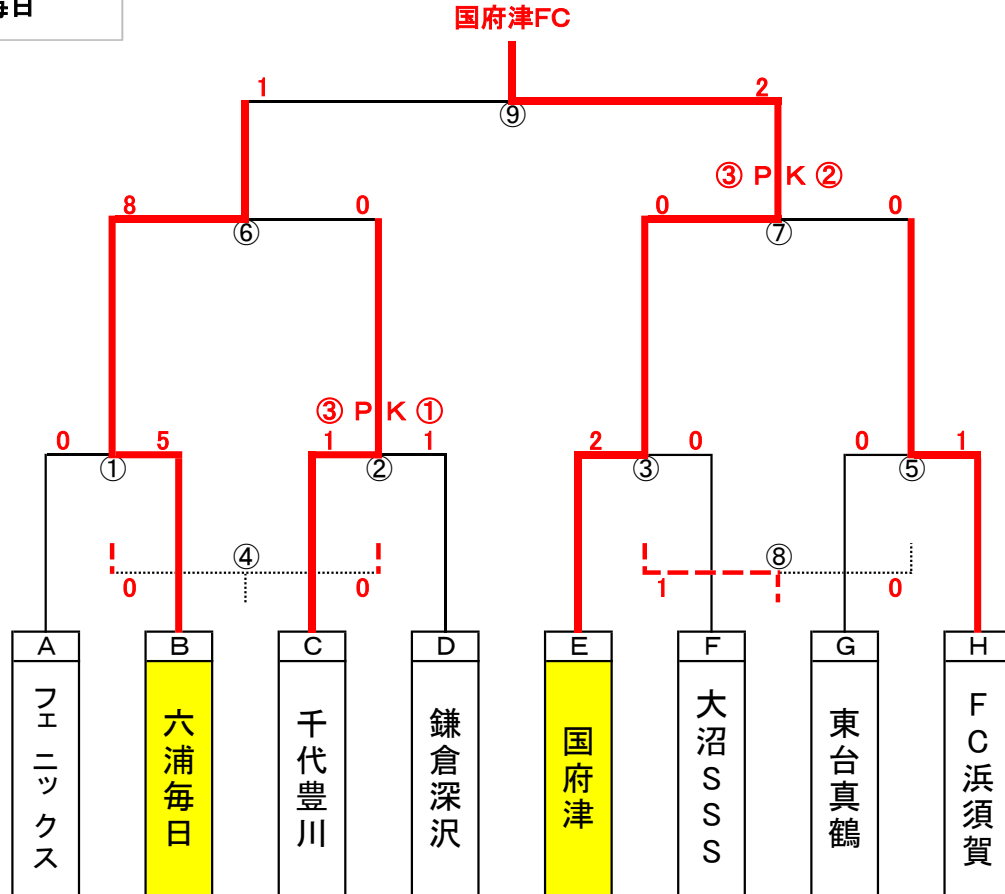 毎日
国府津FC
1 2
⑨
③ P K ②
8 0 0 0
⑥ ⑦
③ P K ①
0 5 1 1 2 0 0 1
① ② ③ ⑤
④ ⑧
0 0 1 0
A B C D E F G H
フェニックス
六浦毎日
千代豊川
鎌倉深沢
国府津
大沼SSS
東台真鶴
FC浜須賀